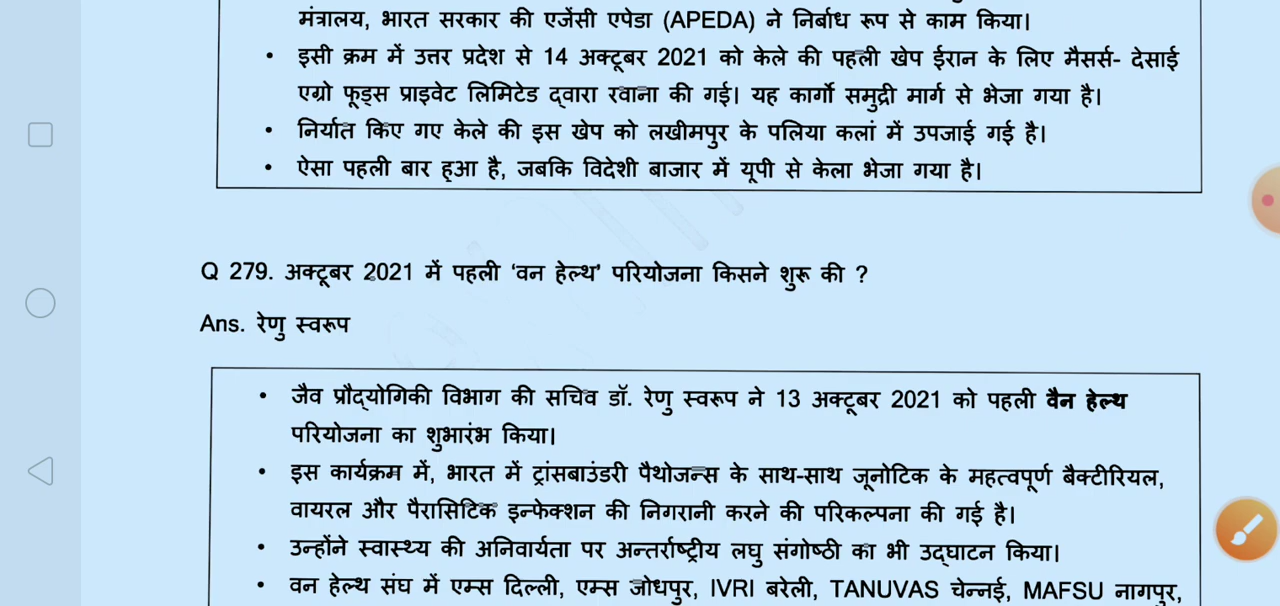 मंत्रालय, भारत सरकार की एजेंसी एपेडा (APEDA) ने निर्बाध रूप से काम किया।
• इसी क्रम में उत्तर प्रदेश से 14 अक्टूबर 2021 को केले की पहली खेप ईरान के लिए मैसर्स- देसाई
एग्रो फूड्स प्राइवेट लिमिटेड द्वारा रवाना की गई। यह कार्गो समुद्री मार्ग से भेजा गया है।
• निर्यात किए गए केले की इस खेप को लखीमपुर के पलिया कलां में उपजाई गई है।
• ऐसा पहली बार हुआ है, जबकि विदेशी बाजार में यूपी से केला भेजा गया है।
Q 279. अक्टूबर 2021 में पहली ‘वन हेल्थ’ परियोजना किसने शुरू की ?
Ans. रेणु स्वरूप
• जैव प्रौद्योगिकी विभाग की सचिव डॉ. रेणु स्वरूप ने 13 अक्टूबर 2021 को पहली वैन हेल्थ
परियोजना का शुभारंभ किया।
• इस कार्यक्रम में, भारत में ट्रांसबाउंडरी पैथोजन्स के साथ-साथ जूनोटिक के महत्वपूर्ण बैक्टीरियल,
वायरल और पैरासिटिक इन्फेक्शन की निगरानी करने की परिकल्पना की गई है।
• उन्होंने स्वास्थ्य की अनिवार्यता पर अन्तर्राष्ट्रीय लघु संगोष्ठी का भी उद्घाटन किया।
• वन हेल्थ संघ में एम्स दिल्ली, एम्स जोधपुर, IVRI बरेली, TANUVAS चेन्नई, MAFSU नागपुर,